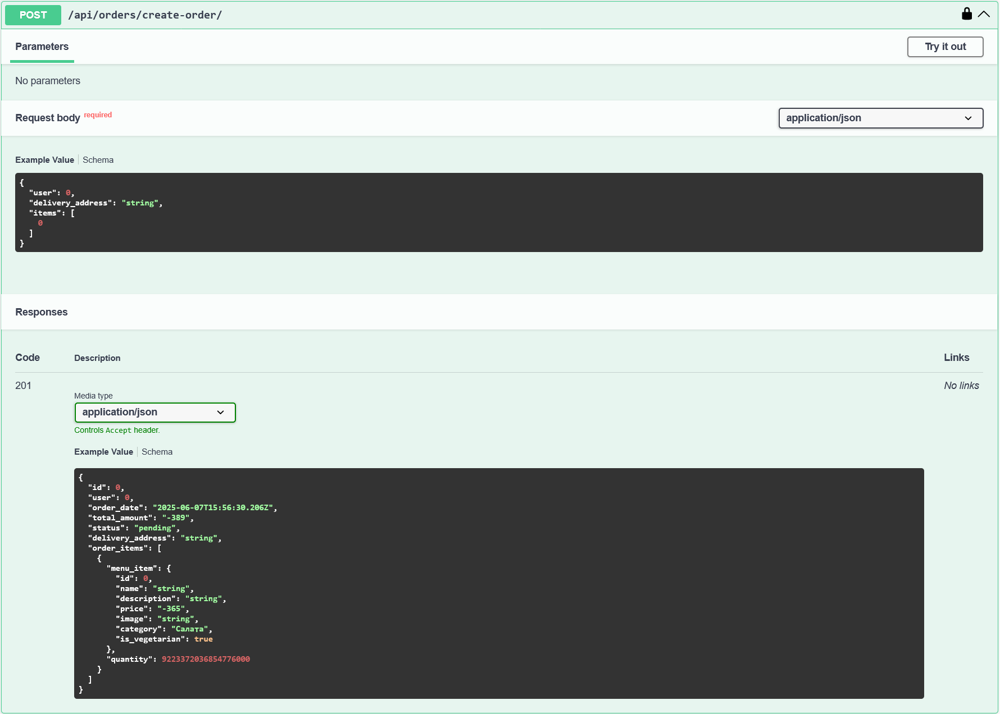 POST /api/orders/create-order/
Parameters
Try it out
No parameters
Request body required
application/json
Example Value Schema
{
  "user": 0,
  "delivery_address": "string",
  "items": [
    0
  ]
}
Responses
Code Description Links
201 No links
Media type
application/json
Controls Accept header.
Example Value Schema
{
  "id": 0,
  "user": 0,
  "order_date": "2025-06-07T15:56:30.206Z",
  "total_amount": "-389",
  "status": "pending",
  "delivery_address": "string",
  "order_items": [
    {
      "menu_item": {
        "id": 0,
        "name": "string",
        "description": "string",
        "price": "-365",
        "image": "string",
        "category": "Салата",
        "is_vegetarian": true
      },
      "quantity": 9223372036854776000
    }
  ]
}